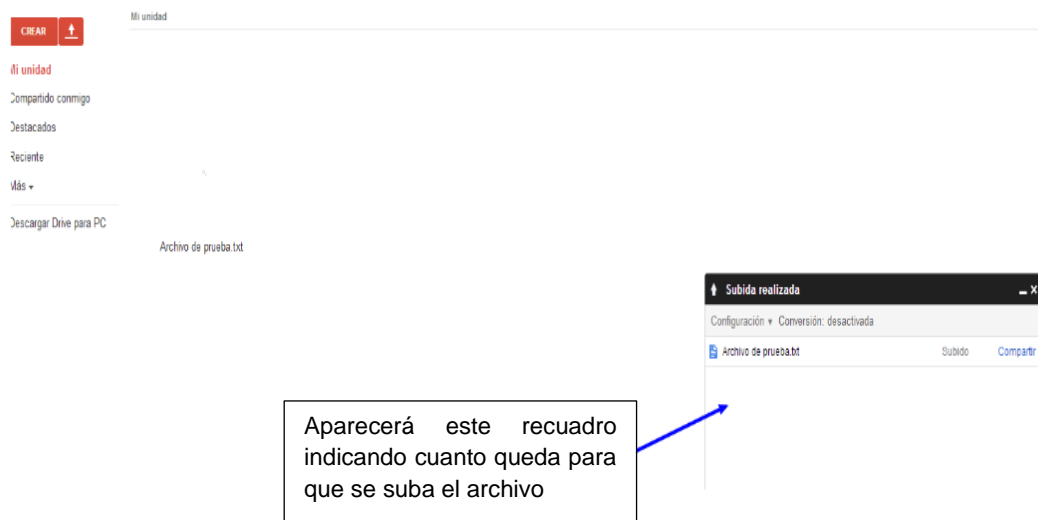 Mi unidad
CREAR
Mi unidad
Compartido conmigo
Destacados
Reciente
Más
Descargar Drive para PC
Archivo de prueba.txt
Subida realizada
Configuración Conversión: desactivada
Archivo de prueba.txt Subido Compartir
Aparecerá este recuadro
indicando cuanto queda para
que se suba el archivo